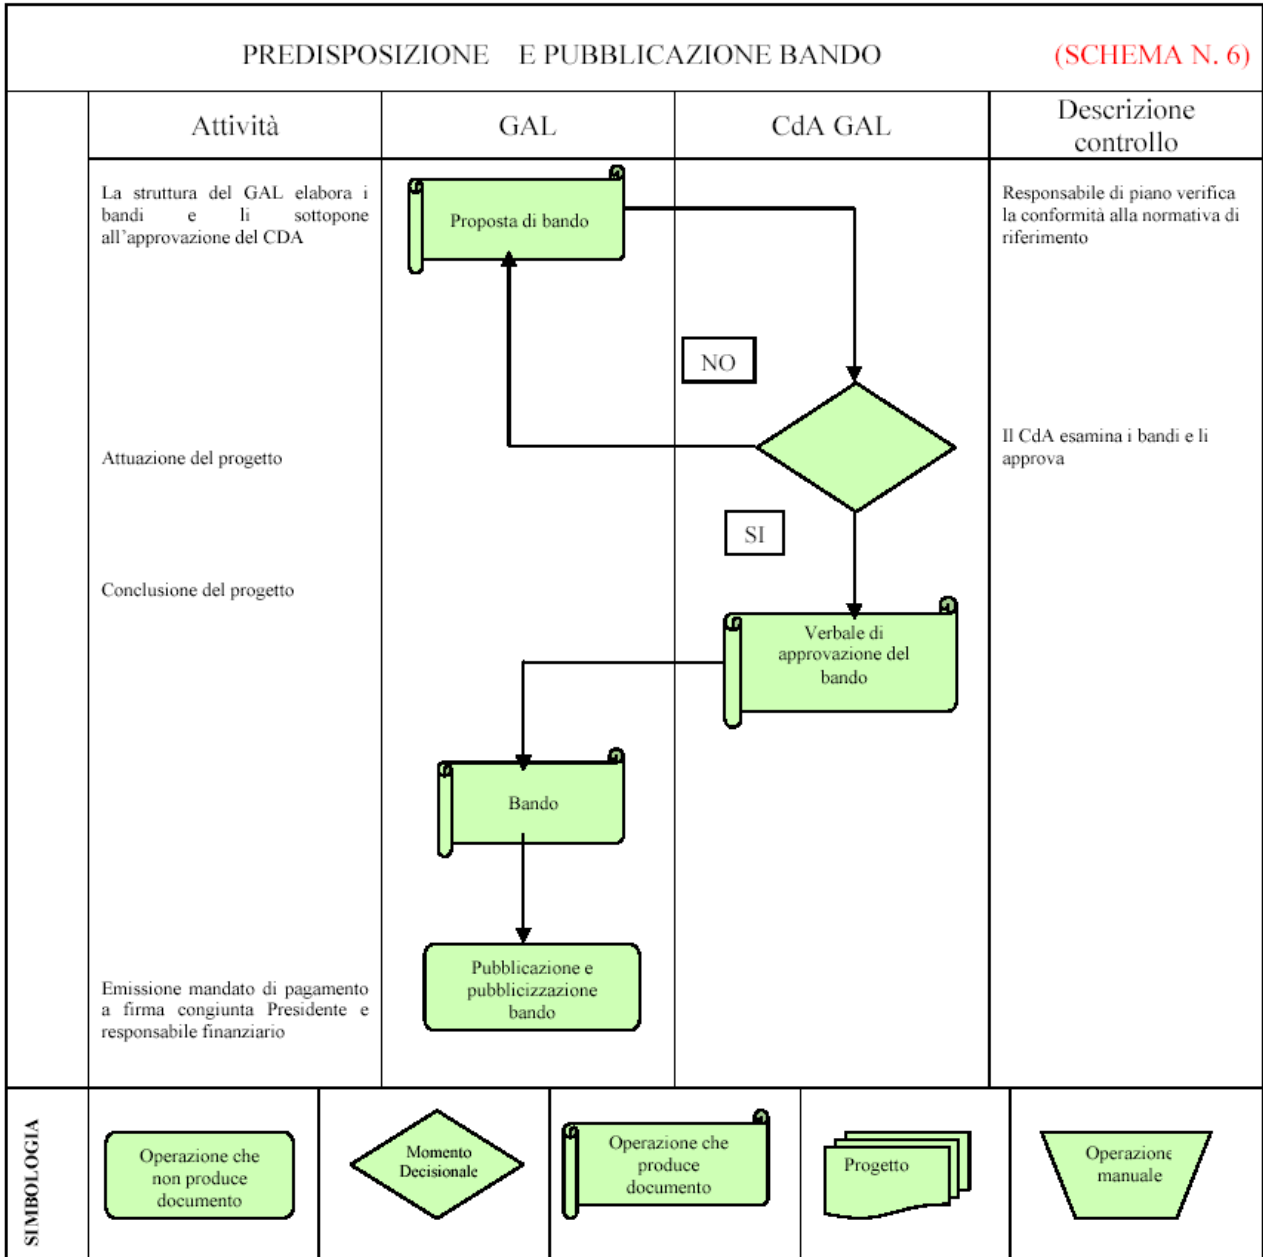 PREDISPOSIZIONE E PUBBLICAZIONE BANDO
(SCHEMA N. 6)
Attività
GAL
CdA GAL
Descrizione
controllo
La struttura del GAL elabora i
bandi e li sottopone
all'approvazione del CDA
Proposta di bando
Responsabile di piano verifica
la conformità alla normativa di
riferimento
NO
Attuazione del progetto
Il CdA esamina i bandi e li
approva
SI
Conclusione del progetto
Verbale di
approvazione del
bando
Bando
Emissione mandato di pagamento
a firma congiunta Presidente e
responsabile finanziario
Pubblicazione e
pubblicizzazione
bando
SIMBOLOGIA
Operazione che
non produce
documento
Momento
Decisionale
Operazione che
produce
documento
Progetto
Operazione
manuale